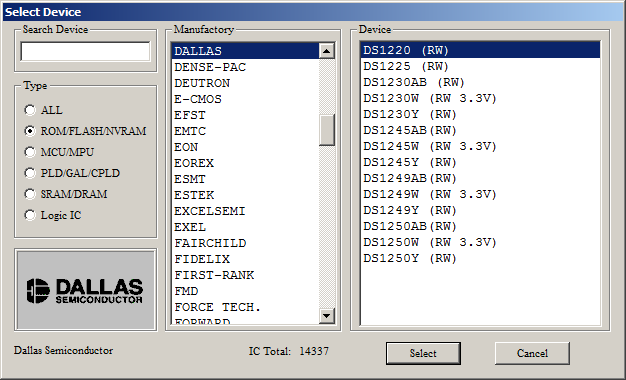 Select Device
Search Device
Type
ALL
ROM/FLASH/NVRAM
MCU/MPU
PLD/GAL/CPLD
SRAM/DRAM
Logic IC
DALLAS
SEMICONDUCTOR
Manufactory
DALLAS
DENSE-PAC
DEUTRON
E-CMOS
EFST
EMTC
EON
EOREX
ESMT
ESTEK
EXCELSEMI
EXEL
FAIRCHILD
FIDELIX
FIRST-RANK
FMD
FORCE TECH.
FORWARD
Device
DS1220 (RW)
DS1225 (RW)
DS1230AB (RW)
DS1230W (RW 3.3V)
DS1230Y (RW)
DS1245AB(RW)
DS1245W (RW 3.3V)
DS1245Y (RW)
DS1249AB(RW)
DS1249W (RW 3.3V)
DS1249Y (RW)
DS1250AB(RW)
DS1250W (RW 3.3V)
DS1250Y (RW)
Dallas Semiconductor
IC Total: 14337
Select
Cancel